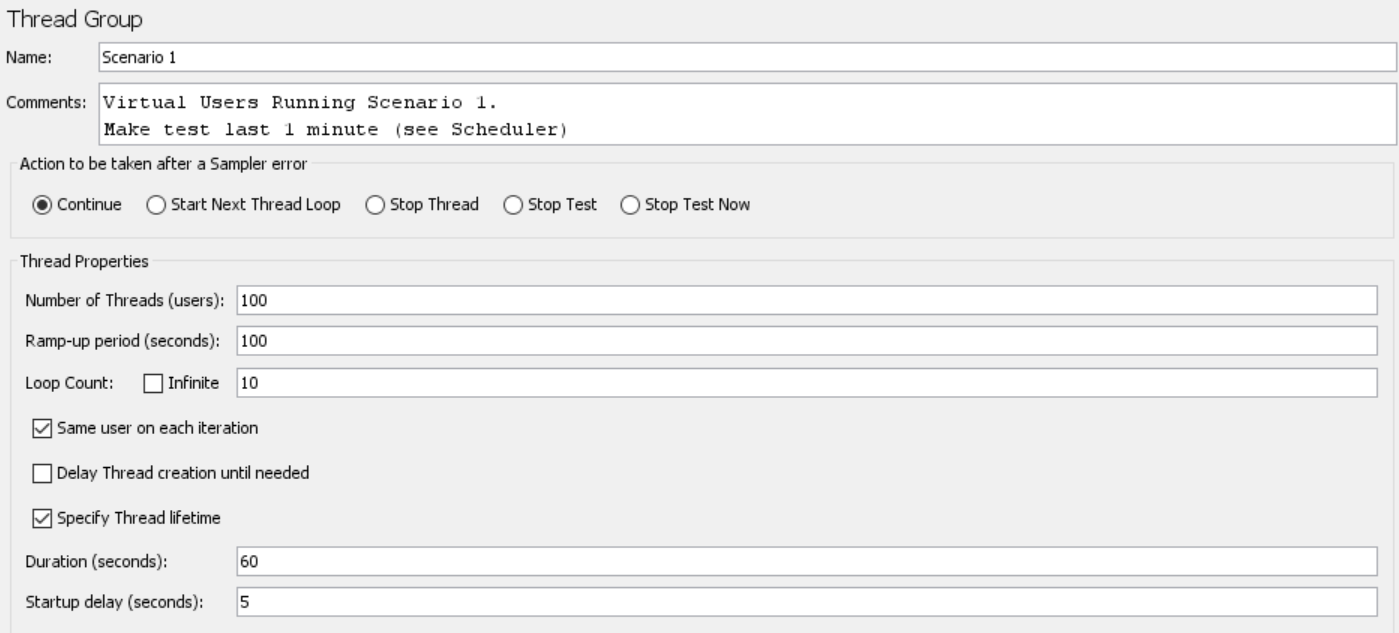 Thread Group
Name: Scenario 1
Comments: Virtual Users Running Scenario 1.
Make test last 1 minute (see Scheduler)
Action to be taken after a Sampler error
Continue Start Next Thread Loop Stop Thread Stop Test Stop Test Now
Thread Properties
Number of Threads (users): 100
Ramp-up period (seconds): 100
Loop Count: Infinite 10
Same user on each iteration
Delay Thread creation until needed
Specify Thread lifetime
Duration (seconds): 60
Startup delay (seconds): 5